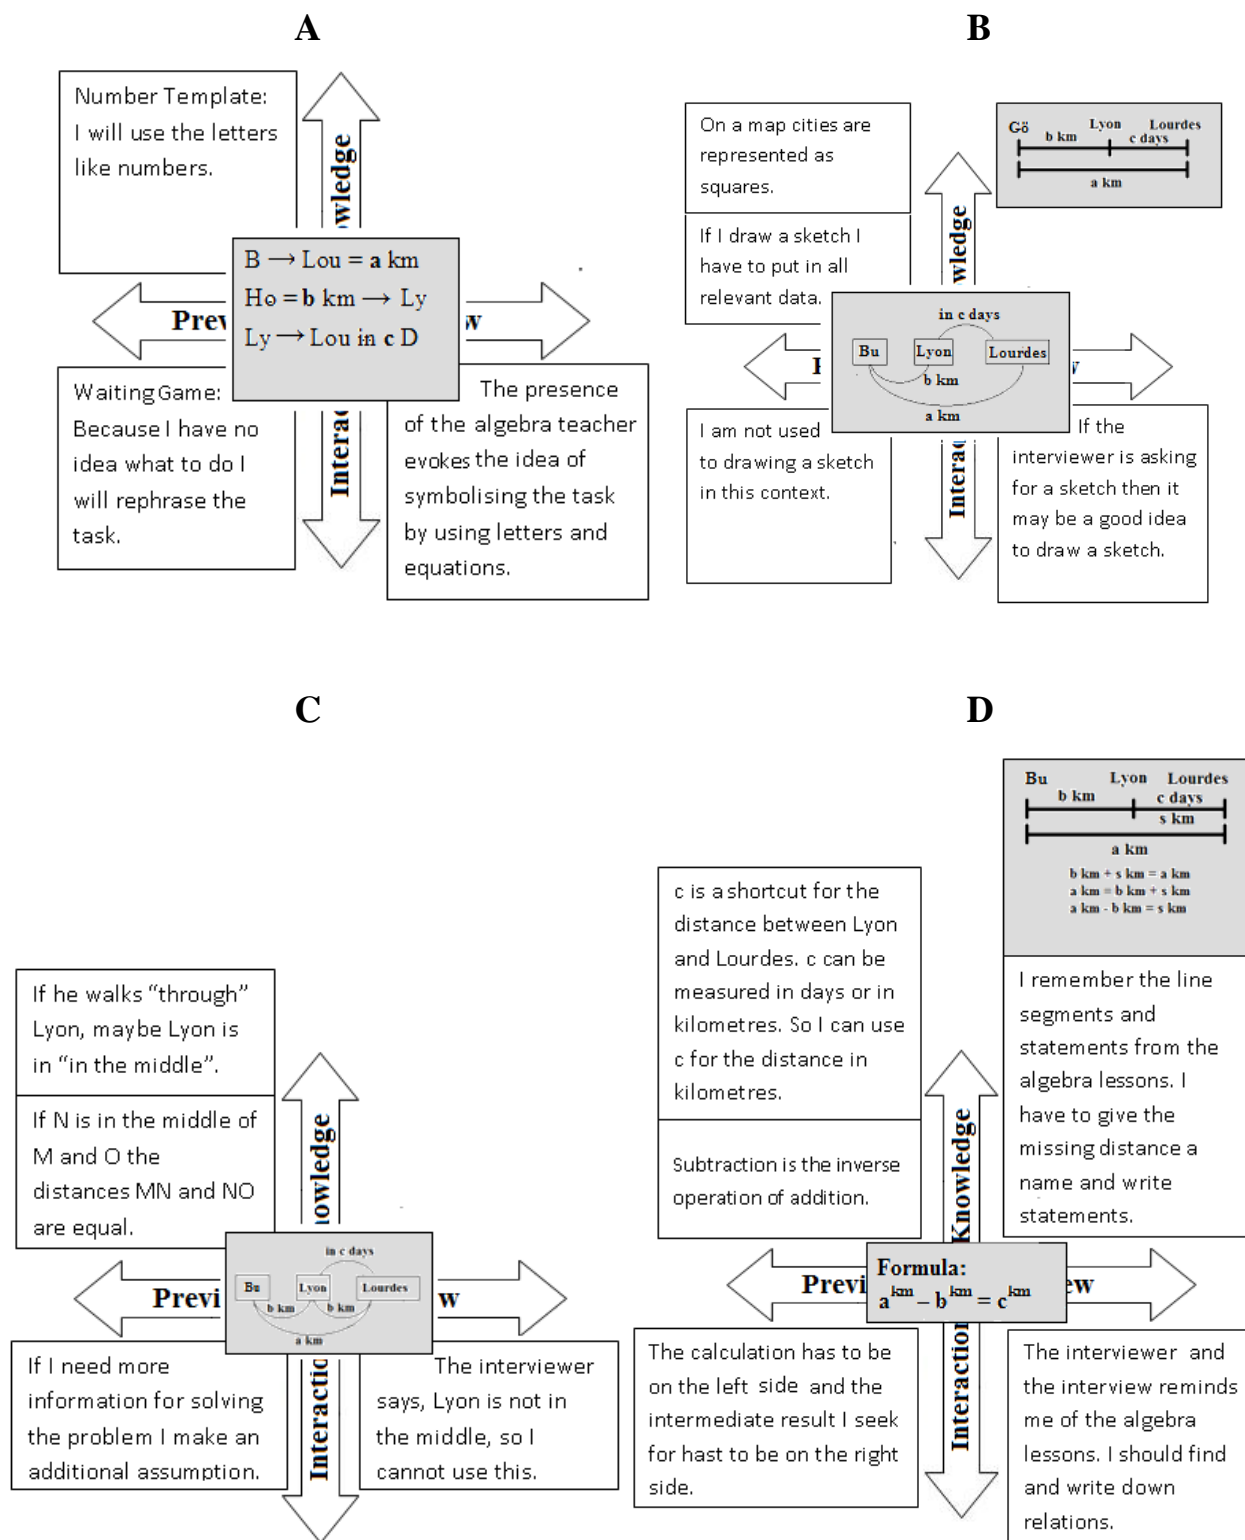 A
Number Template:
I will use the letters
like numbers.
wledge
B → Lou = a km
Ho = b km → Ly
Ly → Lou in c D
Prev
w
Waiting Game:
Because I have no
idea what to do I
will rephrase the
task.
Interac
The presence
of the algebra teacher
evokes the idea of
symbolising the task
by using letters and
equations.
B
On a map cities are
represented as
squares.
If I draw a sketch I
have to put in all
relevant data.
wledge
Gö Lyon Lourdes
b km c days
a km
in c days
Bu Lyon Lourdes
b km
a km
P
w
I am not used
to drawing a sketch
in this context.
Interac
If the
interviewer is asking
for a sketch then it
may be a good idea
to draw a sketch.
C
If he walks “through”
Lyon, maybe Lyon is
in “in the middle”.
If N is in the middle of
M and O the
distances MN and NO
are equal.
nowledge
in c days
Bu Lyon Lourdes
b km b km
a km
Previ
w
If I need more
information for solving
the problem I make an
additional assumption.
Interactio
The interviewer
says, Lyon is not in
the middle, so I
cannot use this.
D
c is a shortcut for the
distance between Lyon
and Lourdes. c can be
measured in days or in
kilometres. So I can use
c for the distance in
kilometres.
Subtraction is the inverse
operation of addition.
Knowledge
Bu Lyon Lourdes
b km c days
s km
a km
b km + s km = a km
a km = b km + s km
a km - b km = s km
I remember the line
segments and
statements from the
algebra lessons. I
have to give the
missing distance a
name and write
statements.
Previ
ew
Formula:
a^km – b^km = c^km
The calculation has to be
on the left side and the
intermediate result I seek
for hast to be on the right
side.
Interaction
The interviewer and
the interview reminds
me of the algebra
lessons. I should find
and write down
relations.